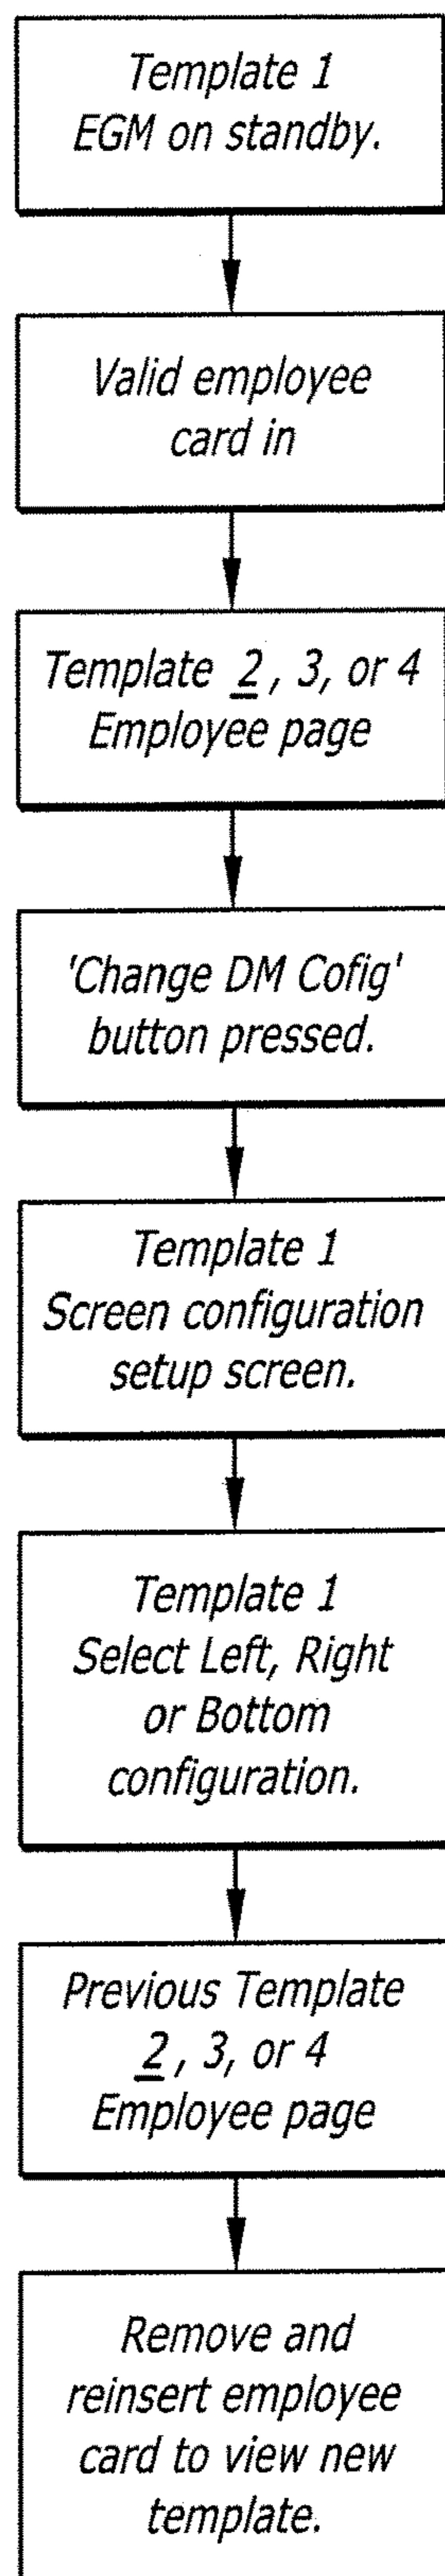 Template 1
EGM on standby.
Valid employee
card in
Template 2, 3, or 4
Employee page
'Change DM Cofig'
button pressed.
Template 1
Screen configuration
setup screen.
Template 1
Select Left, Right
or Bottom
configuration.
Previous Template
2, 3, or 4
Employee page
Remove and
reinsert employee
card to view new
template.